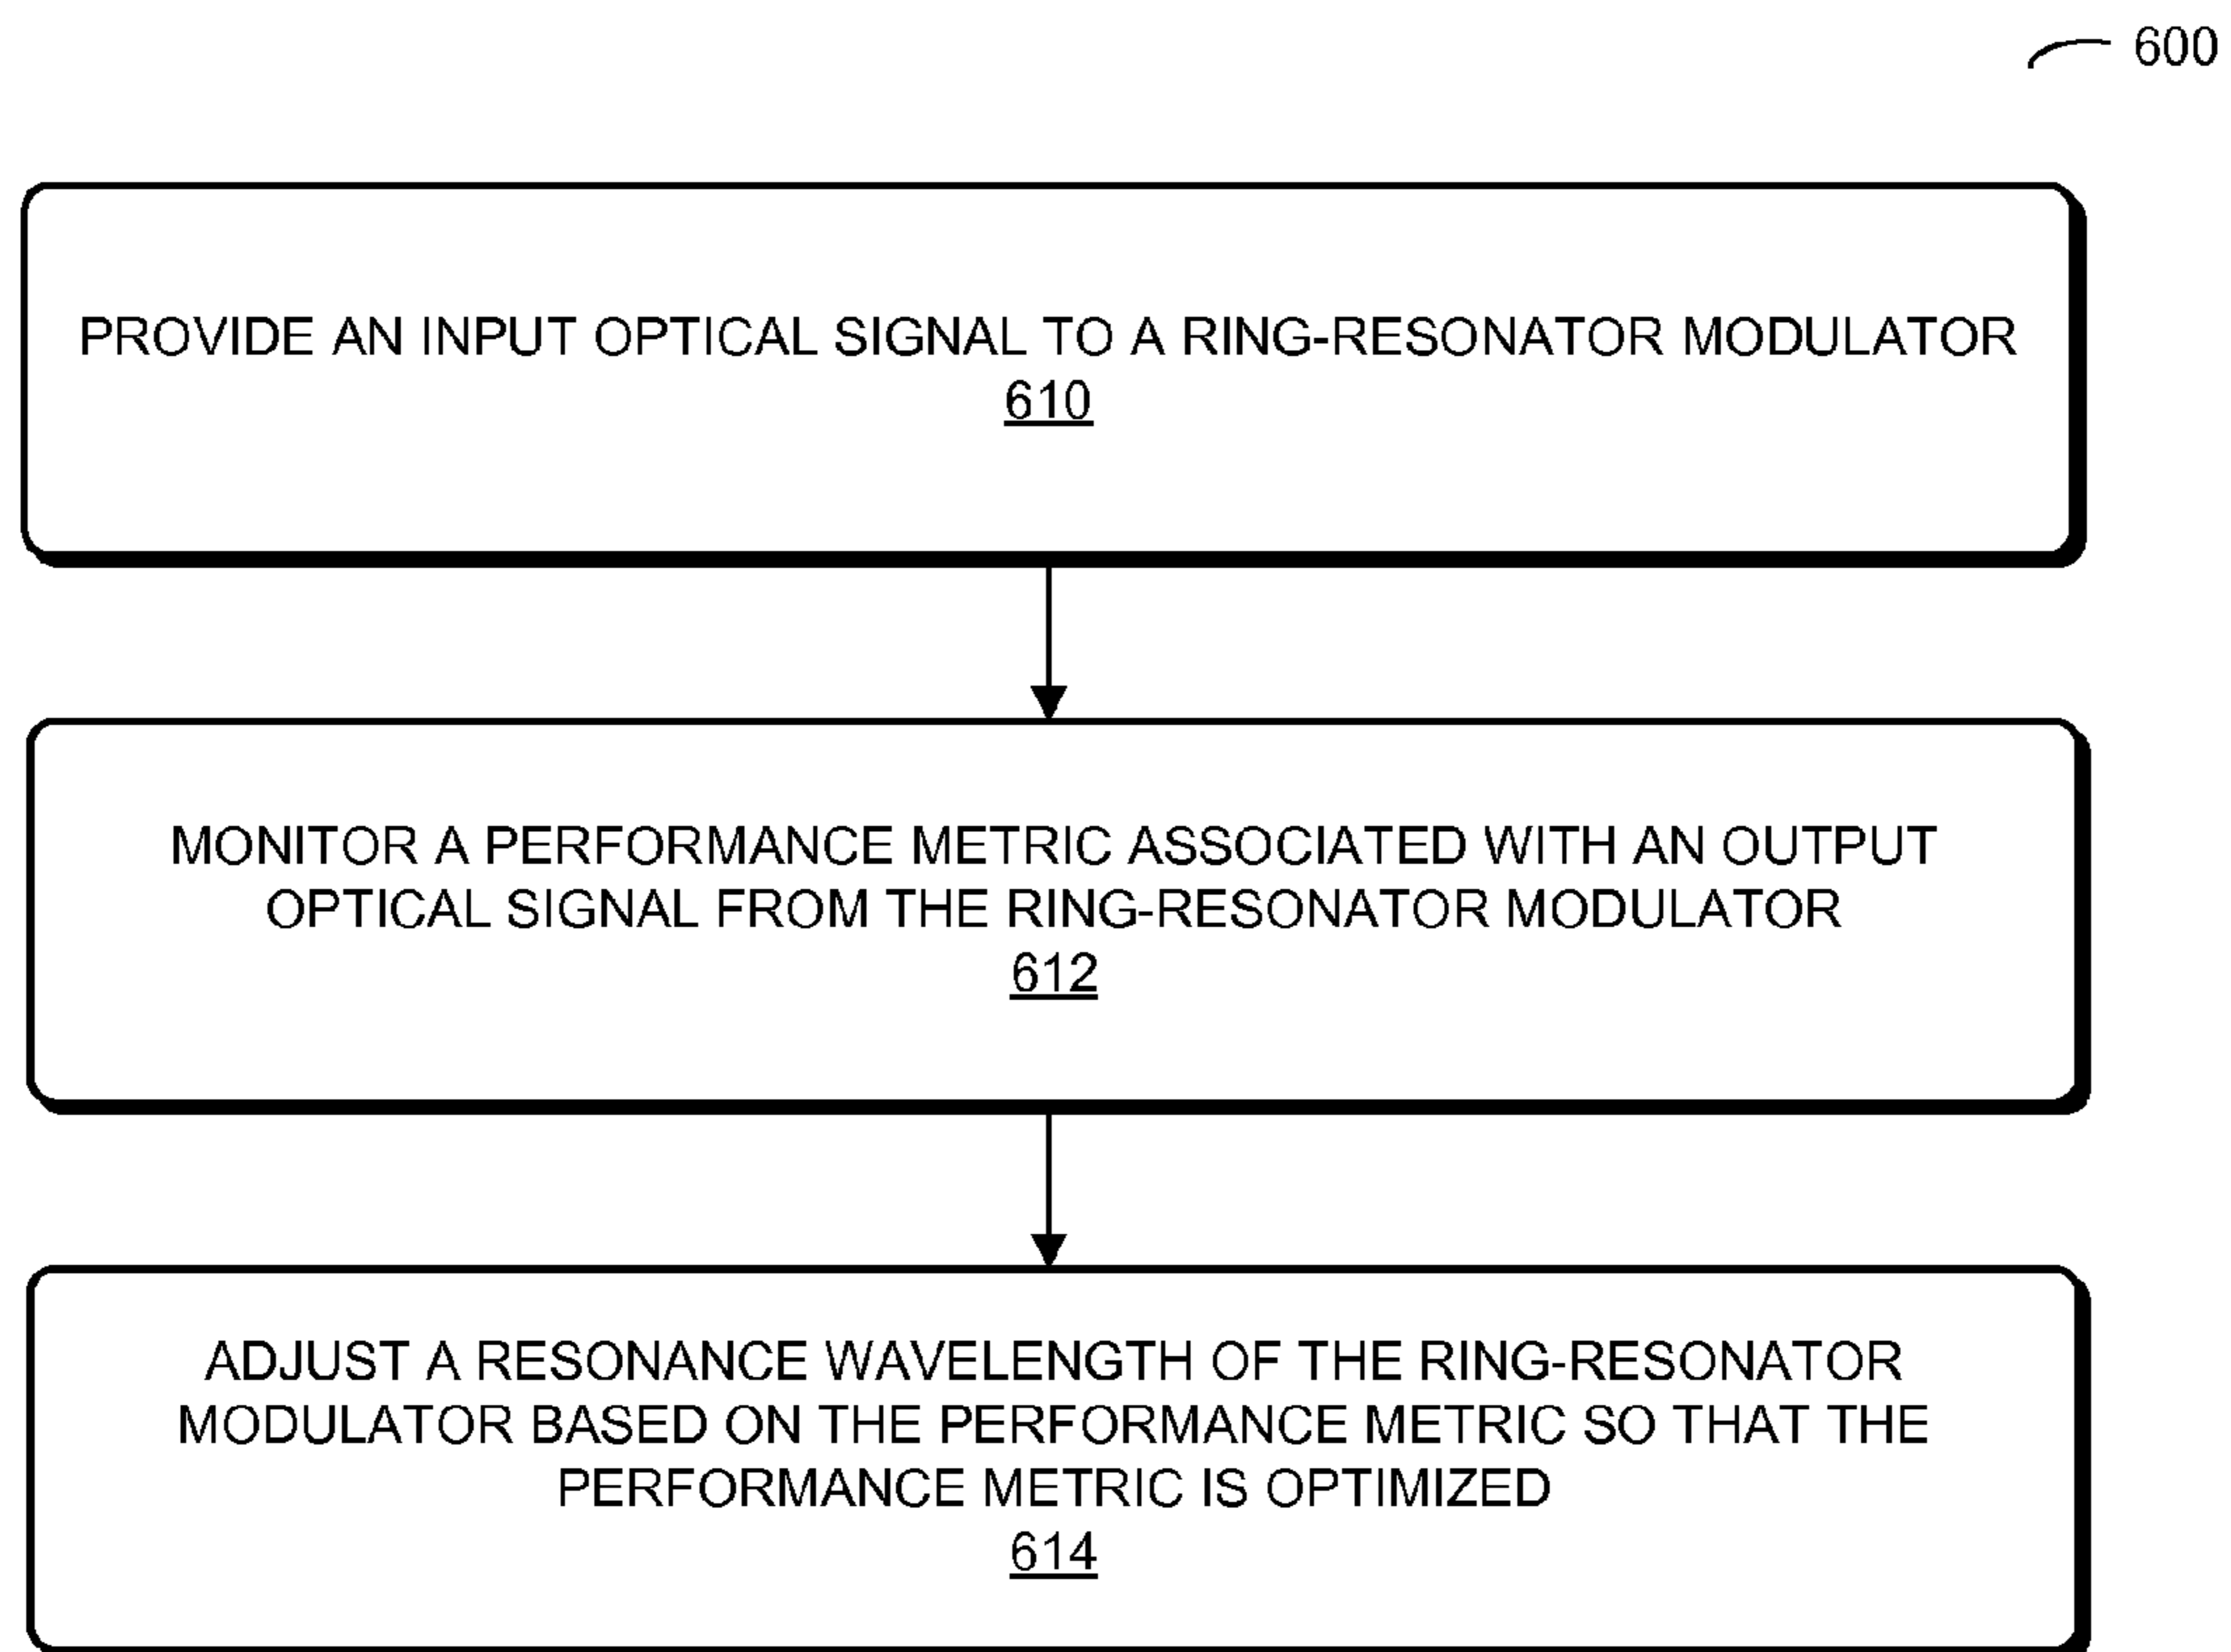 600
PROVIDE AN INPUT OPTICAL SIGNAL TO A RING-RESONATOR MODULATOR
610
MONITOR A PERFORMANCE METRIC ASSOCIATED WITH AN OUTPUT
OPTICAL SIGNAL FROM THE RING-RESONATOR MODULATOR
612
ADJUST A RESONANCE WAVELENGTH OF THE RING-RESONATOR
MODULATOR BASED ON THE PERFORMANCE METRIC SO THAT THE
PERFORMANCE METRIC IS OPTIMIZED
614